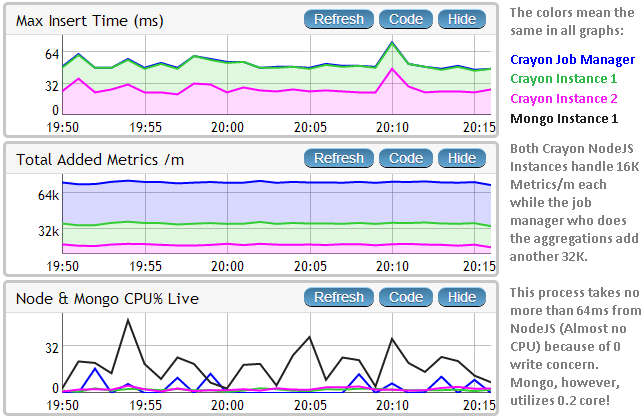 Max Insert Time (ms)
Refresh
Code
Hide
64
32
0
19:50
19:55
20:00
20:05
20:10
20:15
Total Added Metrics /m
Refresh
Code
Hide
64k
32k
19:50
19:55
20:00
20:05
20:10
20:15
Node & Mongo CPU% Live
Refresh
Code
Hide
32
0
19:50
19:55
20:00
20:05
20:10
20:15
The colors mean the
same in all graphs:
Crayon Job Manager
Crayon Instance 1
Crayon Instance 2
Mongo Instance 1
Both Crayon NodeJS
Instances handle 16K
Metrics/m each
while the job
manager who does
the aggregations add
another 32K.
This process takes no
more than 64ms from
NodeJS (Almost no
CPU) because of 0
write concern.
Mongo, however,
utilizes 0.2 core!